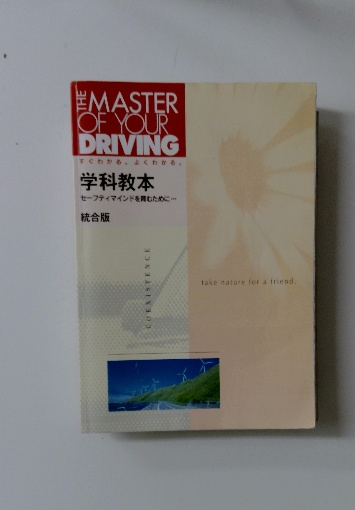 THE MASTER
OF YOUR
DRIVING
すぐわかる。よくわかる。
学科教本
セーフティマインドを育むために…
統合版
COEXISTENCE
take nature for a friend.